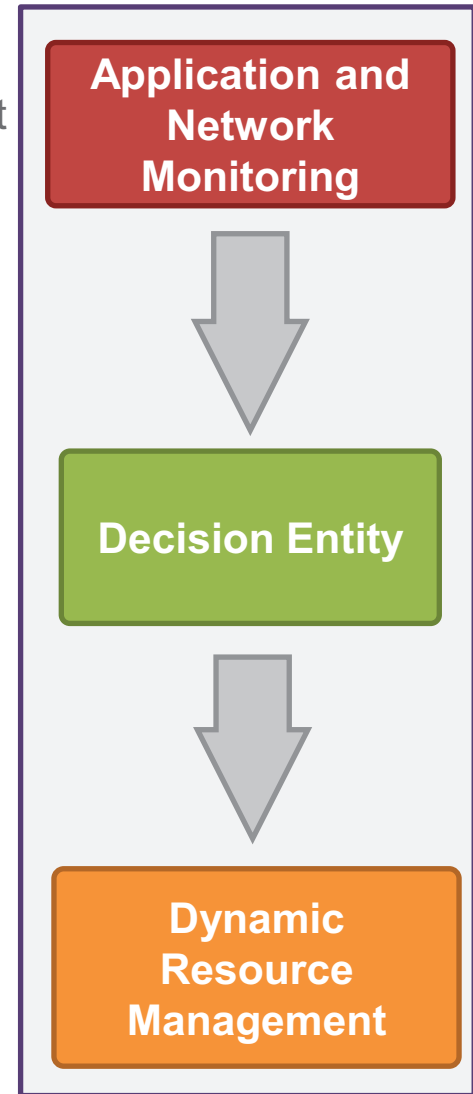 Application and
t
Network
Monitoring
Decision Entity
Dynamic
Resource
Management